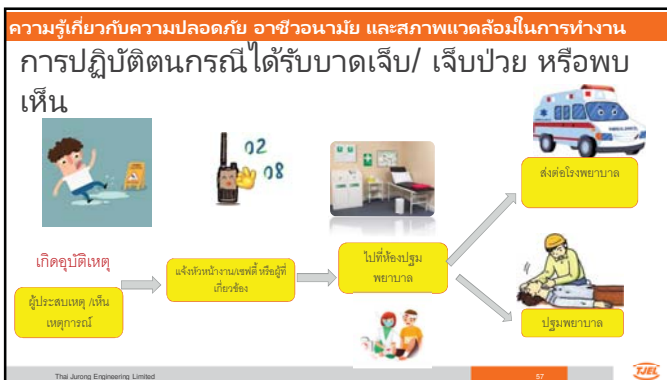 ความรู้เกี่ยวกับความปลอดภัย อาชีวอนามัย และสภาพแวดล้อมในการทำงาน
การปฏิบัติตนกรณีได้รับบาดเจ็บ/ เจ็บป่วย หรือพบ
เห็น
02
08
AMBULANCE
ส่งต่อโรงพยาบาล
เกิดอุบัติเหตุ
ผู้ประสบเหตุ /เห็น
เหตุการณ์
แจ้งหัวหน้างาน/เซฟตี้ หรือผู้ที่
เกี่ยวข้อง
ไปที่ห้องปฐม
พยาบาล
ปฐมพยาบาล
Thai Jurong Engineering Limited
57
TJEL